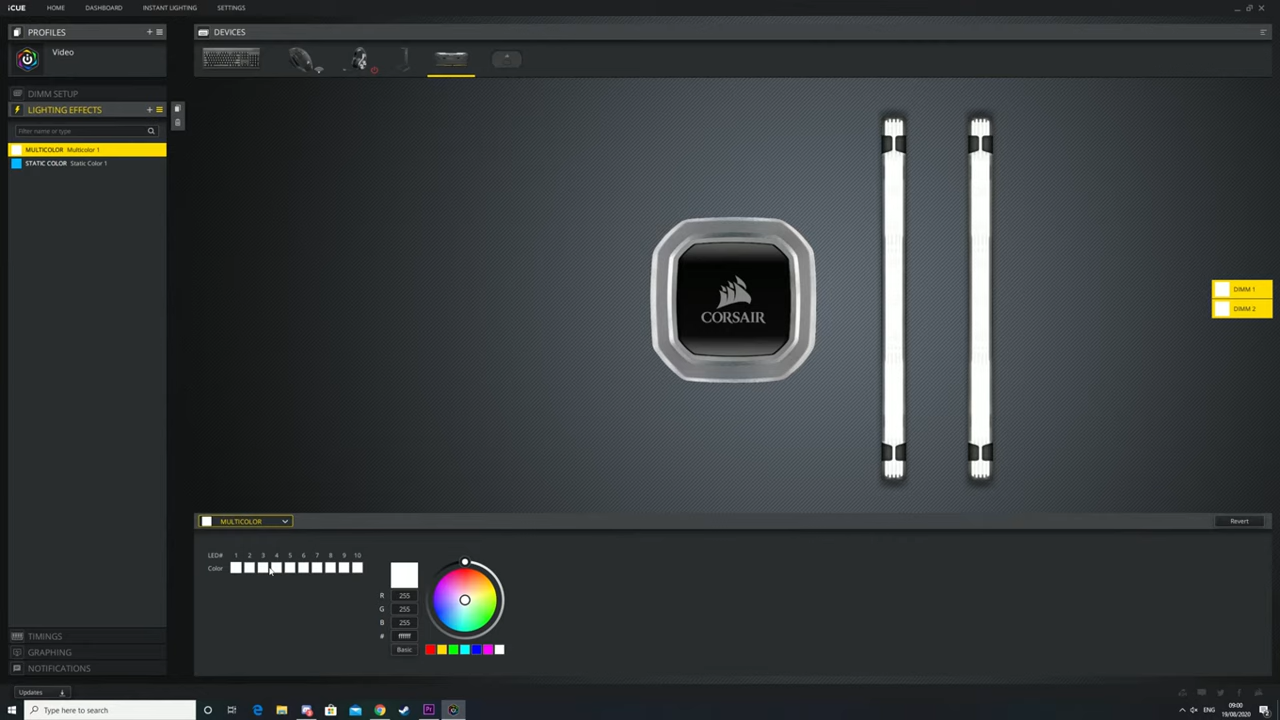 iCUE HOME DASHBOARD INSTANT LIGHTING SETTINGS
PROFILES
DEVICES
Video
DIMM SETUP
LIGHTING EFFECTS
Filter name or type
MULTICOLOR Multicolor 1
STATIC COLOR Static Color 1
CORSAIR
DIMM 1
DIMM 2
MULTICOLOR
Revert
LED# 1 2 3 4 5 6 7 8 9 10
Color
R 255
G 255
B 255
# ffffff
Basic
TIMINGS
GRAPHING
NOTIFICATIONS
Updates
Type here to search
Pr
ENG
09:00
19/08/2020